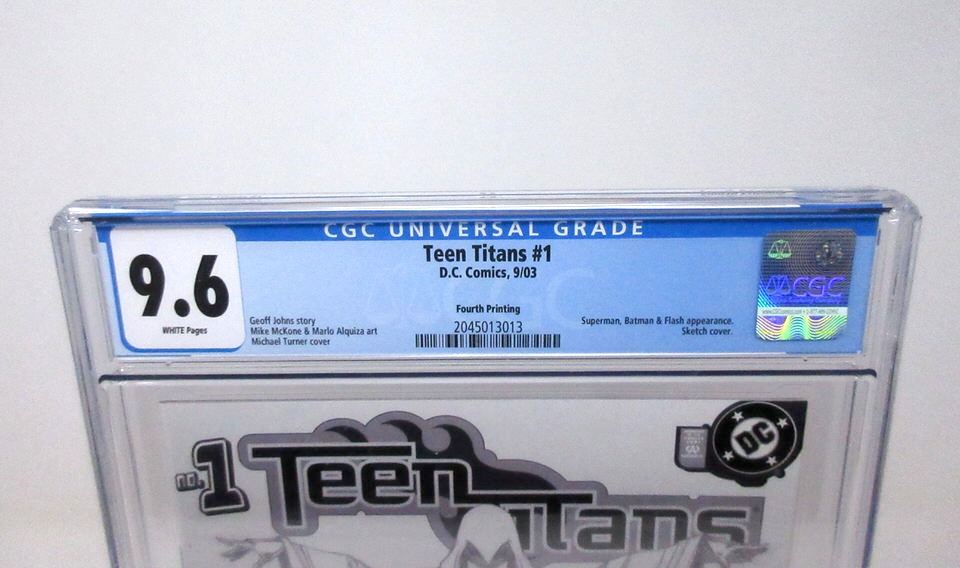 CGC UNIVERSAL GRADE
9.6
WHITE Pages
Teen Titans #1
D.C. Comics, 9/03
Fourth Printing
2045013013
Geoff Johns story
Mike McKone & Marlo Alquiza art
Michael Turner cover
Superman, Batman & Flash appearance.
Sketch cover.
CGC
no.1
Teen
Titans
DC